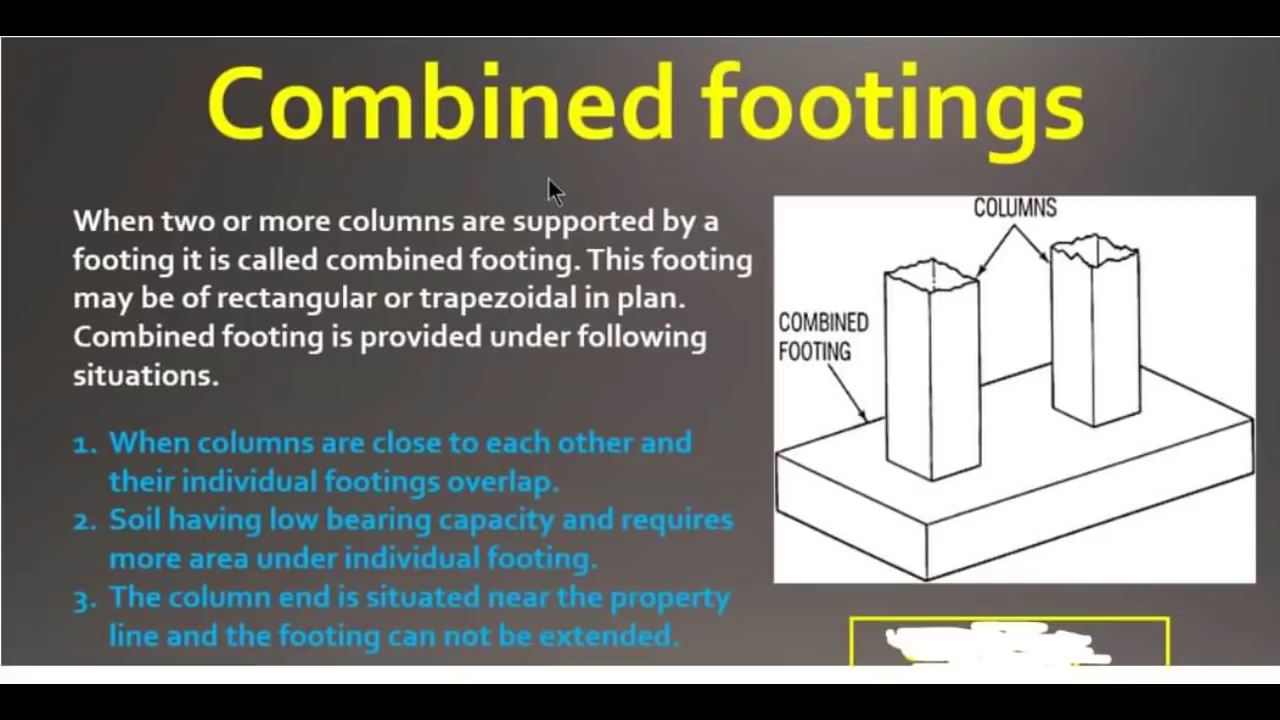 Combined footings
When two or more columns are supported by a
footing it is called combined footing. This footing
may be of rectangular or trapezoidal in plan.
Combined footing is provided under following
situations.
1. When columns are close to each other and
their individual footings overlap.
2. Soil having low bearing capacity and requires
more area under individual footing.
3. The column end is situated near the property
line and the footing can not be extended.
COLUMNS
COMBINED
FOOTING